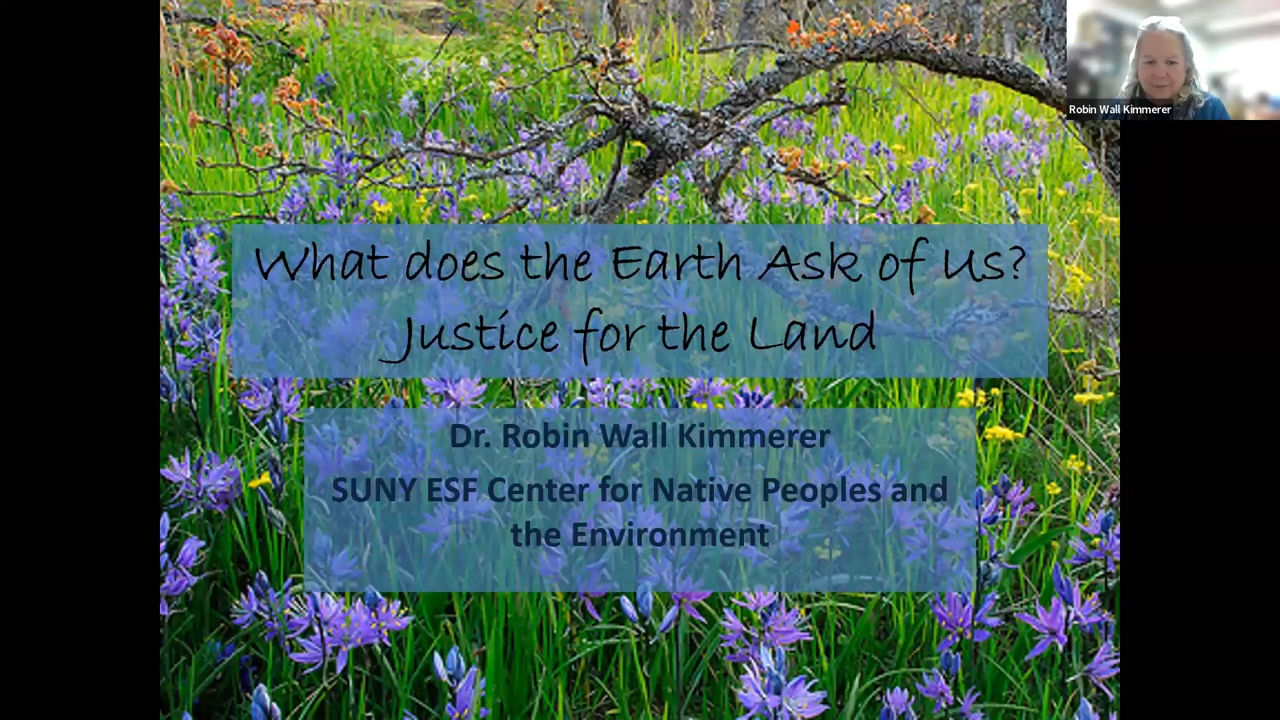 Robin Wall Kimmerer
What does the Earth Ask of Us?
Justice for the Land
Dr. Robin Wall Kimmerer
SUNY ESF Center for Native Peoples and
the Environment